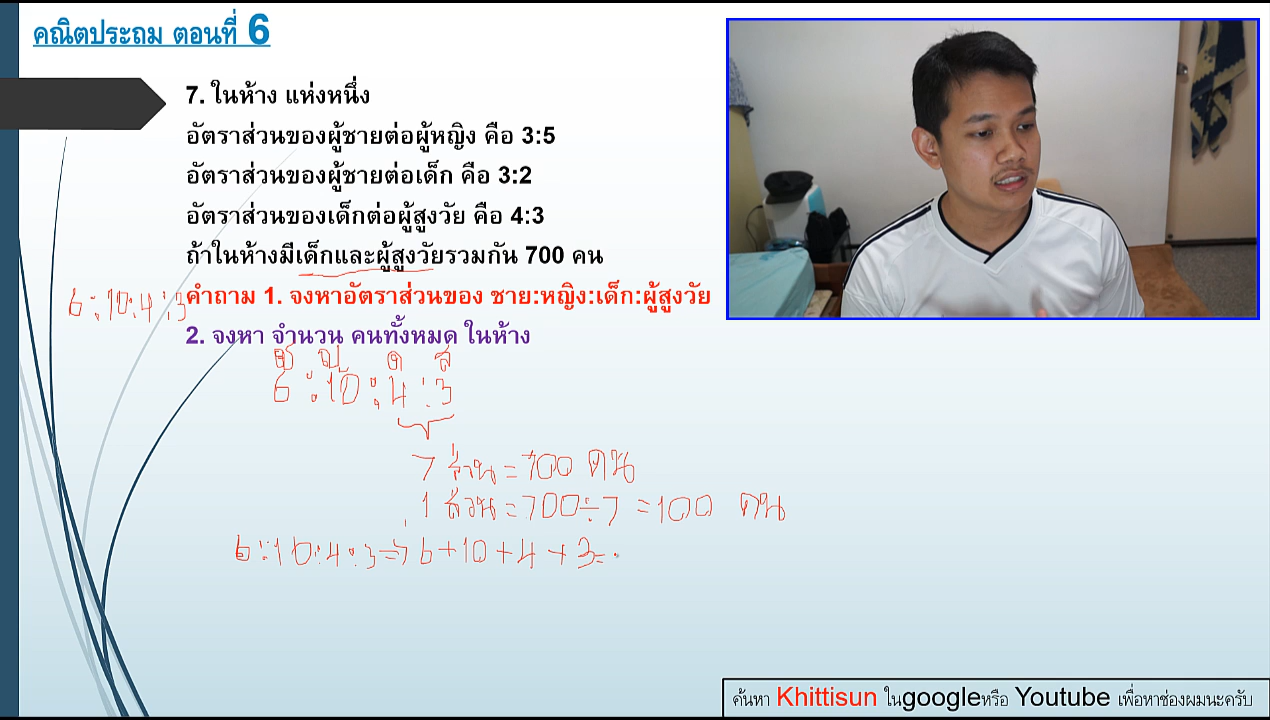 คณิตประถม ตอนที่ 6
7. ในห้าง แห่งหนึ่ง
อัตราส่วนของผู้ชายต่อผู้หญิง คือ 3:5
อัตราส่วนของผู้ชายต่อเด็ก คือ 3:2
อัตราส่วนของเด็กต่อผู้สูงวัย คือ 4:3
ถ้าในห้างมีเด็กและผู้สูงวัยรวมกัน 700 คน
6:10:4:3
คำถาม 1. จงหาอัตราส่วนของ ชาย:หญิง:เด็ก:ผู้สูงวัย
2. จงหา จำนวน คนทั้งหมด ในห้าง
ช ญ ด ส
6:10:4:3
7 ส่วน = 700 คน
1 ส่วน = 700÷7 = 100 คน
6:10:4:3 => 6+10+4+3=
ค้นหา Khittisun ในgoogleหรือ Youtube เพื่อหาช่องผมนะครับ